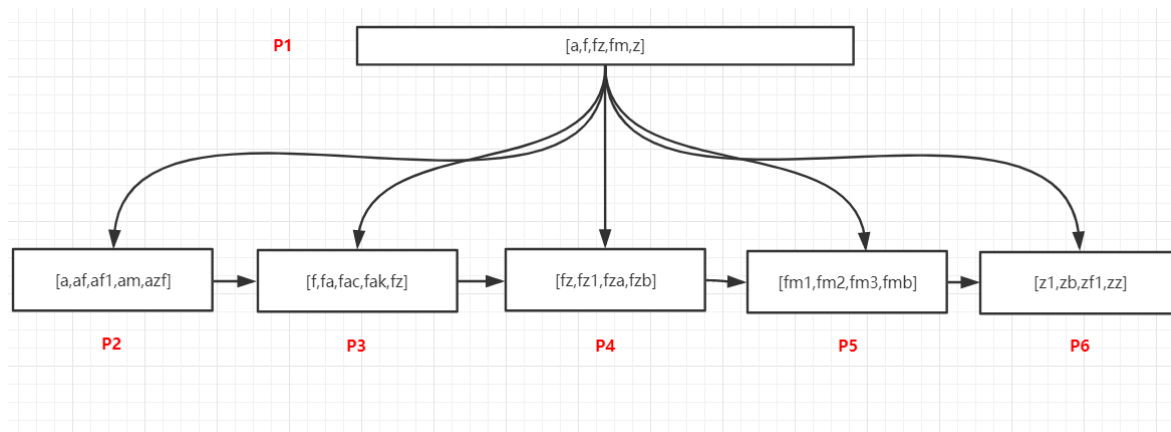 P1
[a,f,fz,fm,z]
[a,af,af1,am,azf]
[f,fa,fac,fak,fz]
[fz,fz1,fza,fzb]
[fm1,fm2,fm3,fmb]
[z1,zb,zf1,zz]
P2
P3
P4
P5
P6